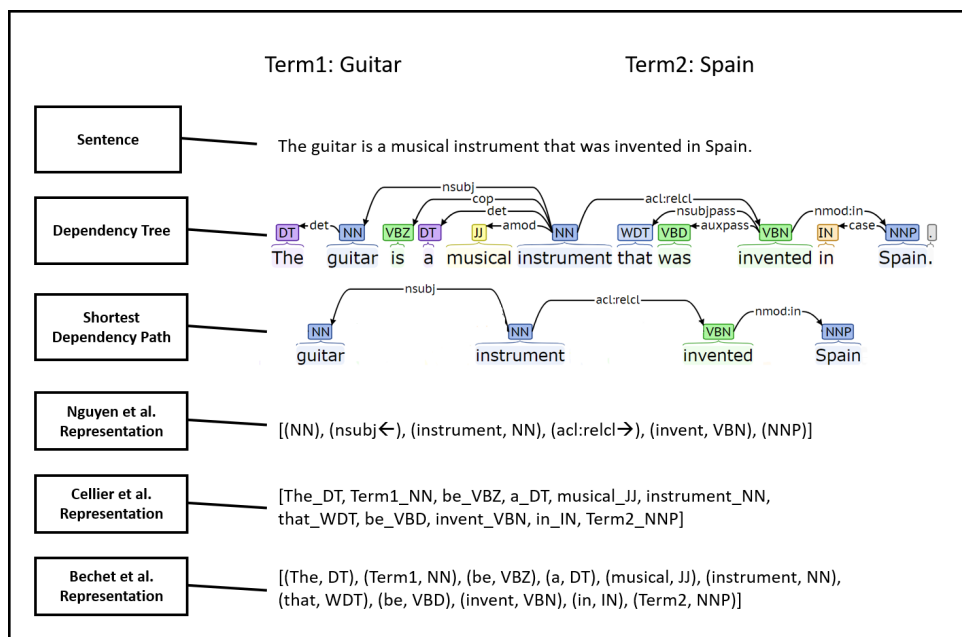 Term1: Guitar Term2: Spain
Sentence
The guitar is a musical instrument that was invented in Spain.
Dependency Tree
nsubj
cop
det
acl:relcl
nsubjpass
nmod:in
det amod auxpass case
DT NN VBZ DT JJ NN WDT VBD VBN IN NNP .
The guitar is a musical instrument that was invented in Spain.
Shortest
Dependency Path
nsubj
acl:relcl
nmod:in
NN NN VBN NNP
guitar instrument invented Spain
Nguyen et al.
Representation
[(NN), (nsubj←), (instrument, NN), (acl:relcl→), (invent, VBN), (NNP)]
Cellier et al.
Representation
[The_DT, Term1_NN, be_VBZ, a_DT, musical_JJ, instrument_NN,
that_WDT, be_VBD, invent_VBN, in_IN, Term2_NNP]
Bechet et al.
Representation
[(The, DT), (Term1, NN), (be, VBZ), (a, DT), (musical, JJ), (instrument, NN),
(that, WDT), (be, VBD), (invent, VBN), (in, IN), (Term2, NNP)]